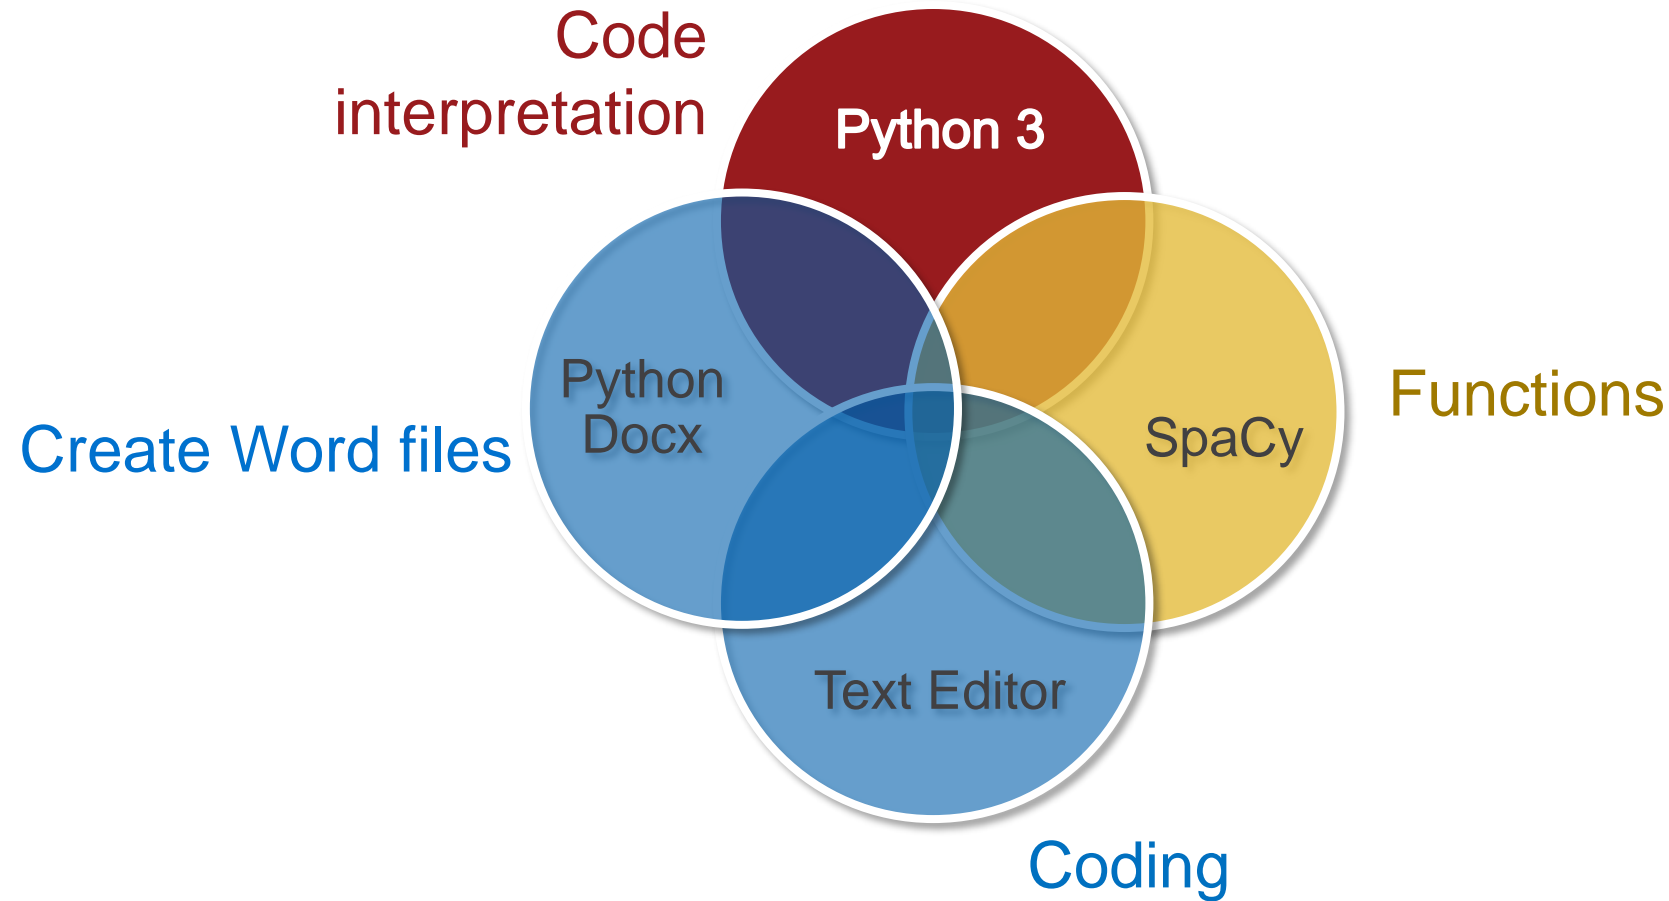 Code
interpretation
Python 3
Python
Docx
Create Word files
SpaCy
Functions
Text Editor
Coding